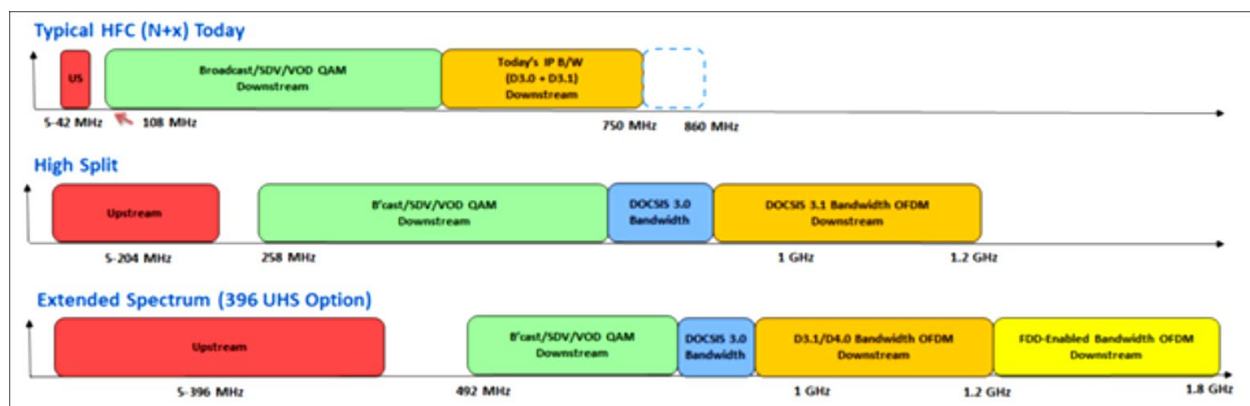 Typical HFC (N+x) Today
US
Broadcast/SDV/VOD QAM
Downstream
Today's IP B/W
(D3.0 + D3.1)
Downstream
5-42 MHz
108 MHz
750 MHz
860 MHz
High Split
Upstream
B'cast/SDV/VOD QAM
Downstream
DOCSIS 3.0
Bandwidth
DOCSIS 3.1 Bandwidth OFDM
Downstream
5-204 MHz
258 MHz
1 GHz
1.2 GHz
Extended Spectrum (396 UHS Option)
Upstream
B'cast/SDV/VOD QAM
Downstream
DOCSIS 3.0
Bandwidth
D3.1/D4.0 Bandwidth OFDM
Downstream
FDD-Enabled Bandwidth OFDM
Downstream
5-396 MHz
492 MHz
1 GHz
1.2 GHz
1.8 GHz